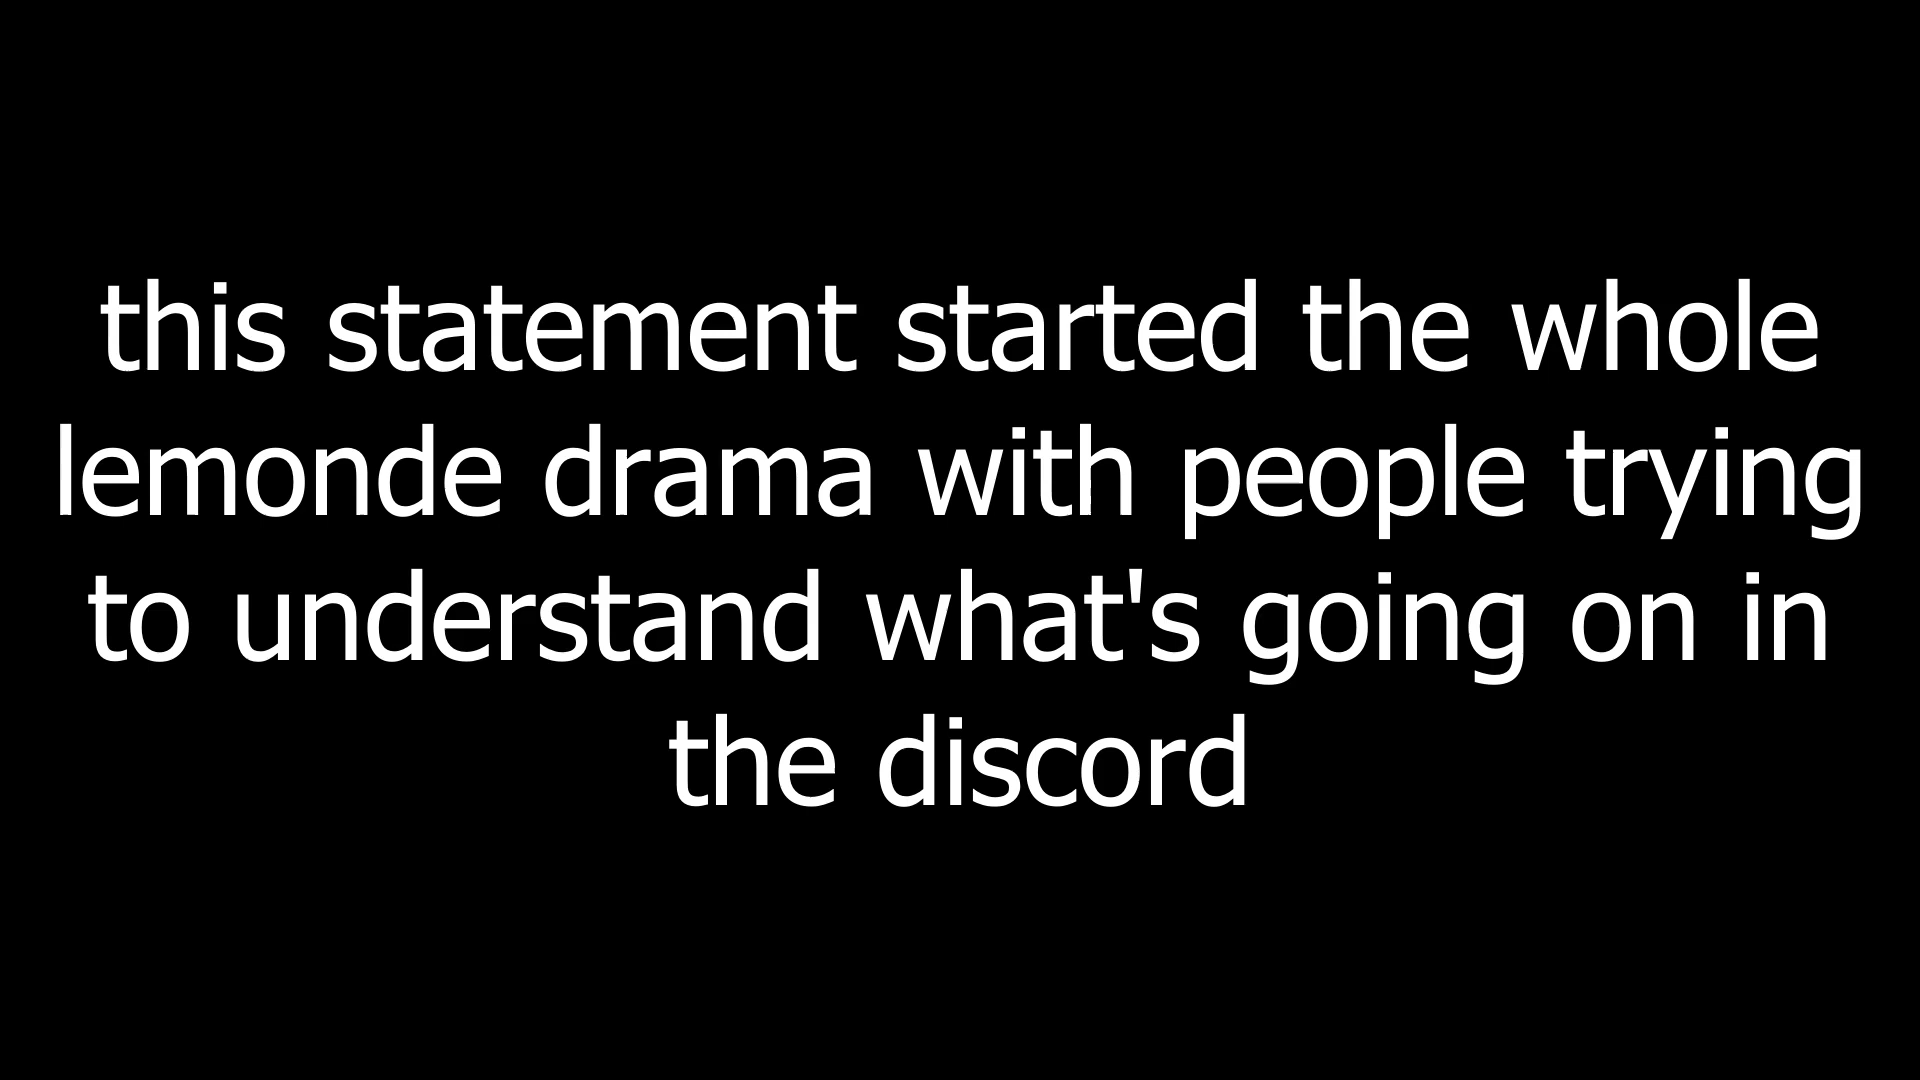 this statement started the whole
lemonde drama with people trying
to understand what's going on in
the discord